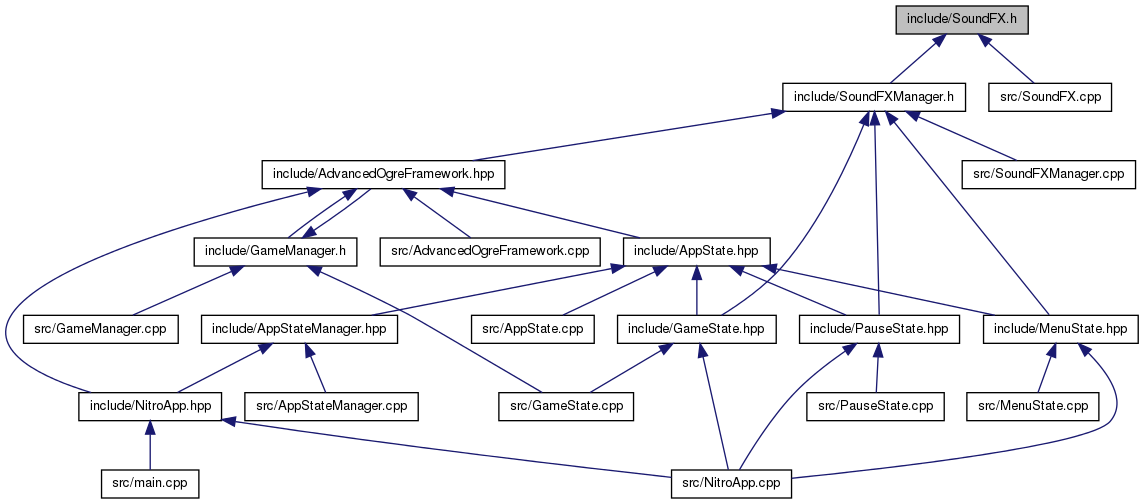 include/SoundFX.h
include/SoundFXManager.h
src/SoundFX.cpp
include/AdvancedOgreFramework.hpp
src/SoundFXManager.cpp
include/GameManager.h
src/AdvancedOgreFramework.cpp
include/AppState.hpp
src/GameManager.cpp
include/AppStateManager.hpp
src/AppState.cpp
include/GameState.hpp
include/PauseState.hpp
include/MenuState.hpp
include/NitroApp.hpp
src/AppStateManager.cpp
src/GameState.cpp
src/PauseState.cpp
src/MenuState.cpp
src/main.cpp
src/NitroApp.cpp